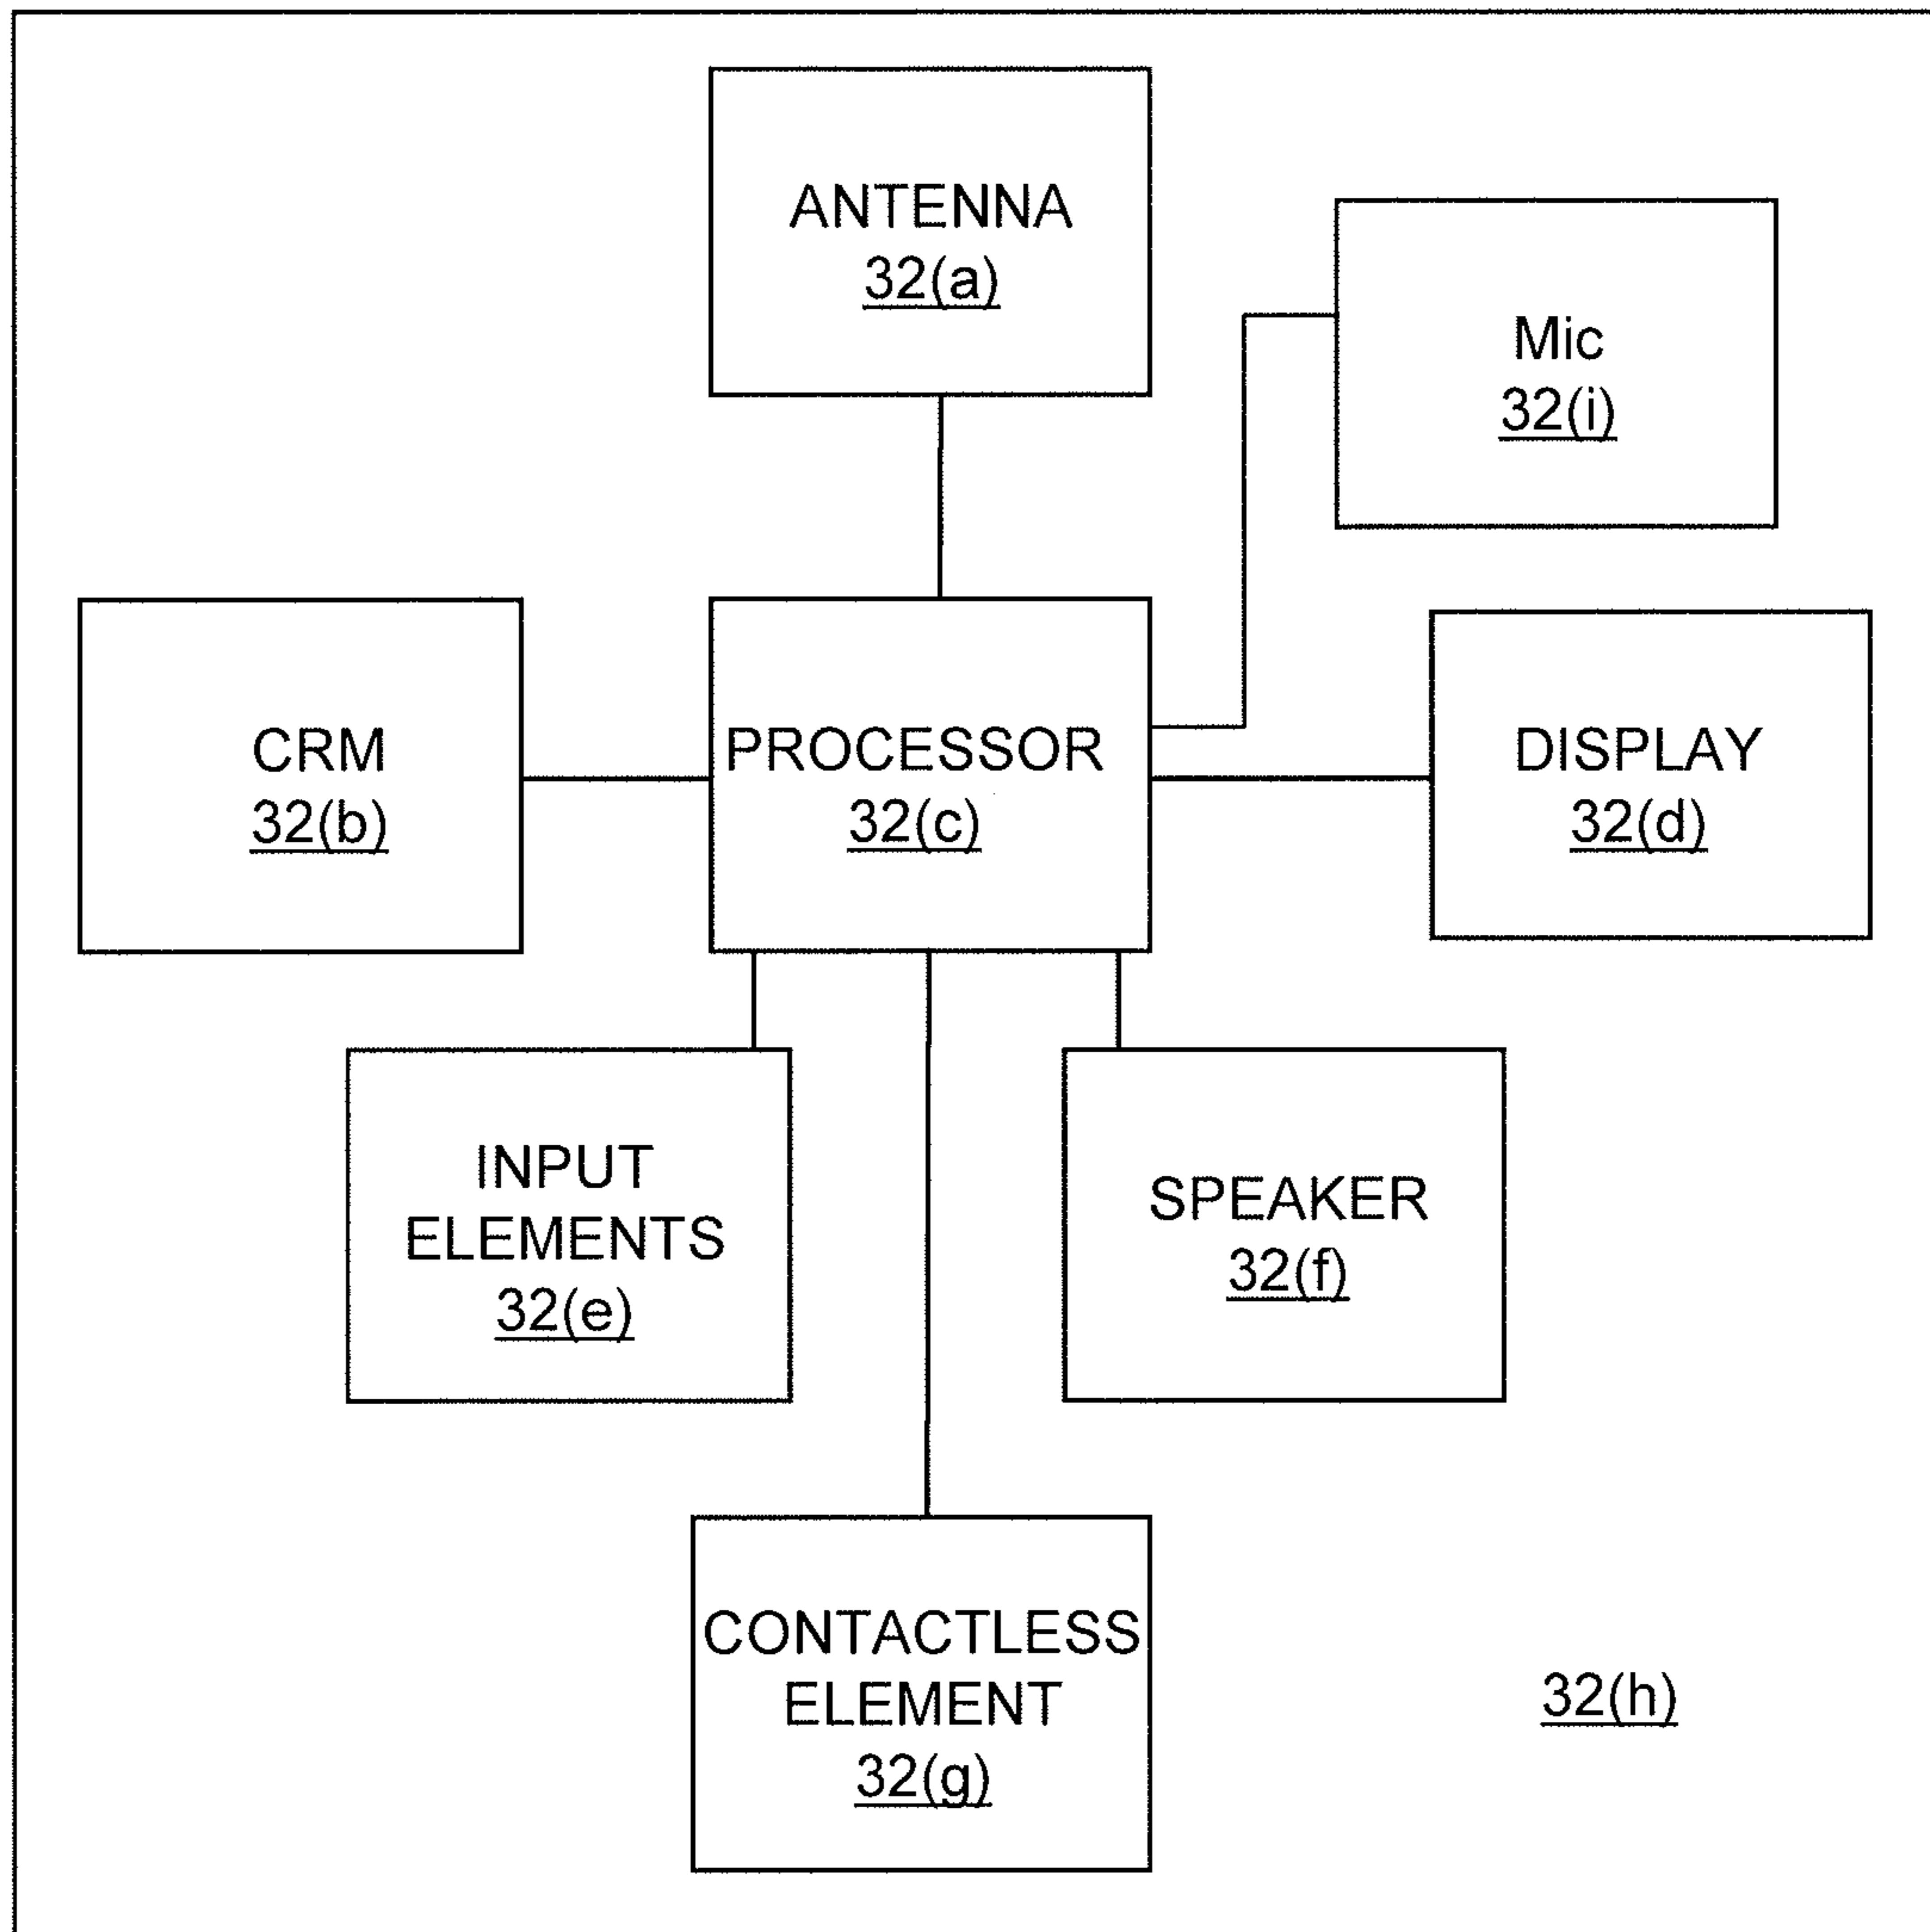 ANTENNA
32(a)
Mic
32(i)
CRM
32(b)
PROCESSOR
32(c)
DISPLAY
32(d)
INPUT
ELEMENTS
32(e)
SPEAKER
32(f)
CONTACTLESS
ELEMENT
32(g)
32(h)